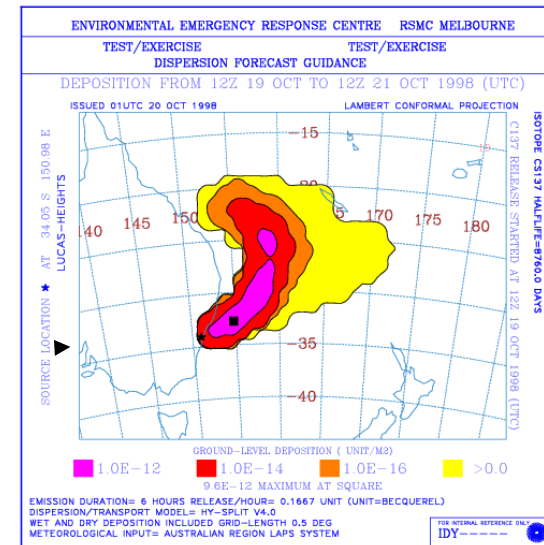 ENVIRONMENTAL EMERGENCY RESPONSE CENTRE RSMC MELBOURNE
TEST/EXERCISE TEST/EXERCISE
DISPERSION FORECAST GUIDANCE
DEPOSITION FROM 12Z 19 OCT TO 12Z 21 OCT 1998 (UTC)
ISSUED 01UTC 20 OCT 1998 LAMBERT CONFORMAL PROJECTION
SOURCE LOCATION ★ AT 34.05 S 150.98 E
LUCAS-HEIGHTS
-15
20
40 145 150 5 170 175 180
-35
-40
C137 RELEASE STARTED AT 12Z 19 OCT 1998 (UTC)
ISOTOPE CS137 HALFLIFE=8760.0 DAYS
GROUND-LEVEL DEPOSITION ( UNIT/M2)
1.0E-12 1.0E-14 1.0E-16 >0.0
9.6E-12 MAXIMUM AT SQUARE
EMISSION DURATION= 6 HOURS RELEASE/HOUR= 0.1667 UNIT (UNIT=BECQUEREL)
DISPERSION/TRANSPORT MODEL= HY-SPLIT V4.0
WET AND DRY DEPOSITION INCLUDED GRID-LENGTH 0.5 DEG
METEOROLOGICAL INPUT= AUSTRALIAN REGION LAPS SYSTEM
FOR INTERNAL REFERENCE ONLY
IDY-----